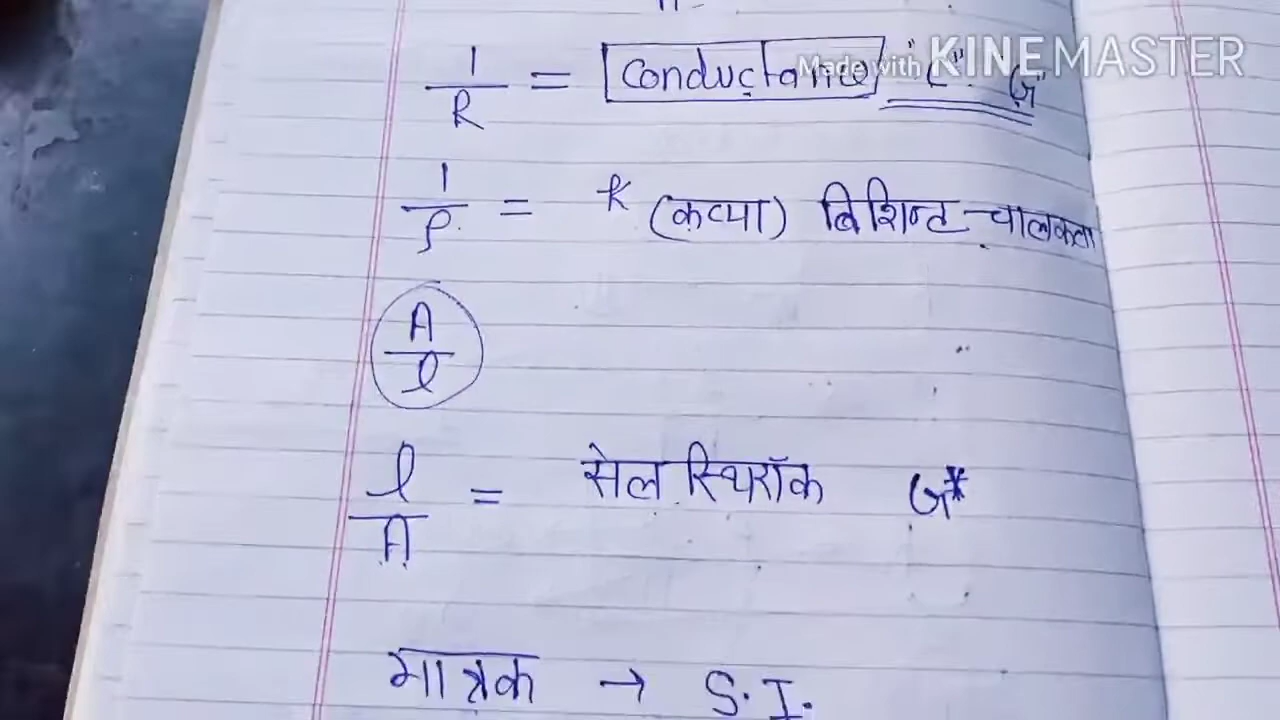 Made with KINEMASTER
1/R = Conductance "C" G"
1/ρ = k (कप्पा) बिशिष्ट-चालकता
A/l
l/A = सेल स्थिरॉक G*
मात्रक → S.I.